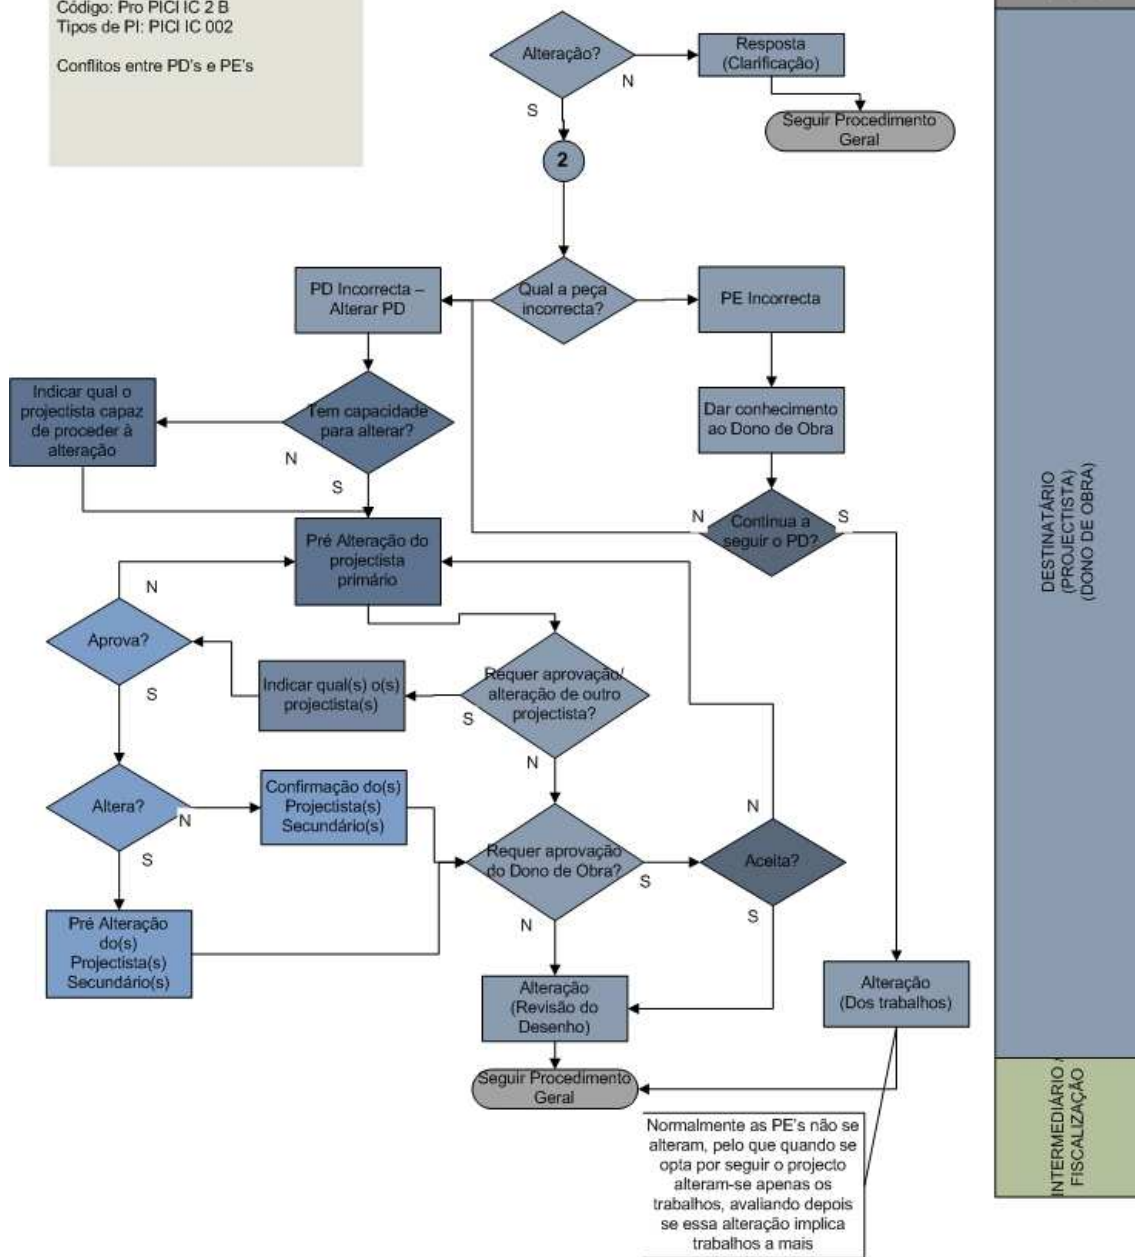 Código: Pro PICI IC 2 B
Tipos de PI: PICI IC 002
Conflitos entre PD's e PE's
Alteração?
N
S
Resposta
(Clarificação)
Seguir Procedimento
Geral
2
Qual a peça
incorrecta?
PD Incorrecta –
Alterar PD
PE Incorrecta
Indicar qual o
projectista capaz
de proceder à
alteração
Tem capacidade
para alterar?
N
S
Dar conhecimento
ao Dono de Obra
N
Continua a
seguir o PD?
S
Pré Alteração do
projectista
primário
N
Aprova?
S
Indicar qual(s) o(s)
projectista(s)
S
Requer aprovação/
alteração de outro
projectista?
N
Altera?
N
S
Confirmação do(s)
Projectista(s)
Secundário(s)
Requer aprovação
do Dono de Obra?
S
N
N
Aceita?
S
Pré Alteração
do(s)
Projectista(s)
Secundário(s)
Alteração
(Revisão do
Desenho)
Alteração
(Dos trabalhos)
Seguir Procedimento
Geral
Normalmente as PE's não se
alteram, pelo que quando se
opta por seguir o projecto
alteram-se apenas os
trabalhos, avaliando depois
se essa alteração implica
trabalhos a mais
DESTINATÁRIO
(PROJECTISTA)
(DONO DE OBRA)
INTERMEDIÁRIO /
FISCALIZAÇÃO